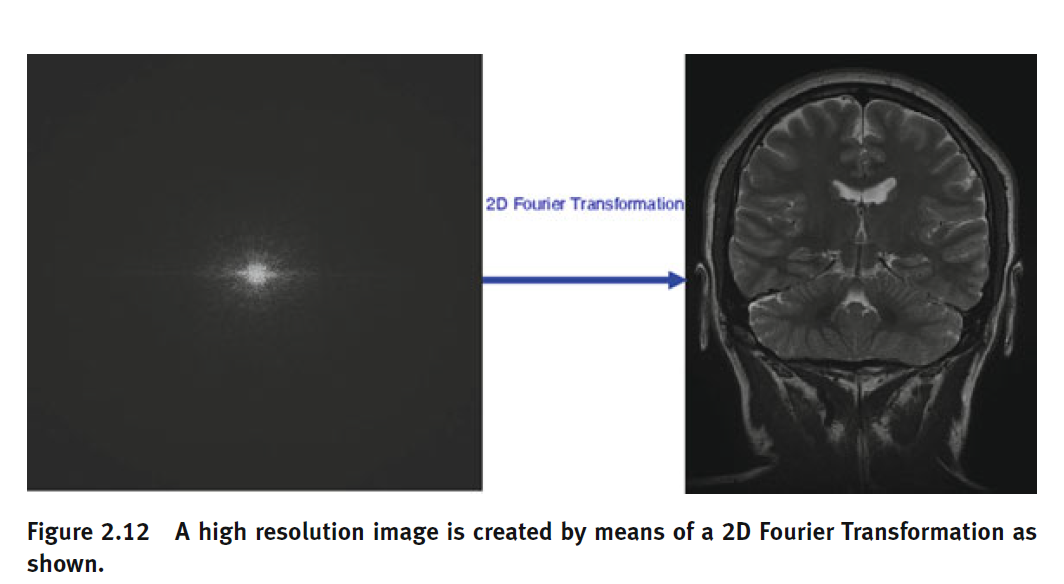 2D Fourier Transformation
Figure 2.12 A high resolution image is created by means of a 2D Fourier Transformation as
shown.